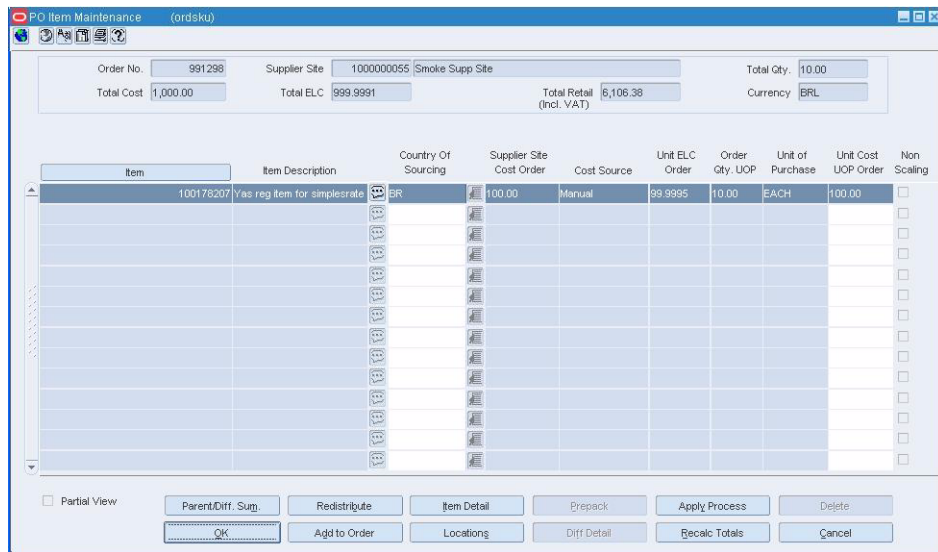 PO Item Maintenance (ordsku)
Order No. 991298 Supplier Site 1000000055 Smoke Supp Site Total Qty. 10.00
Total Cost 1,000.00 Total ELC 999.9991 Total Retail (Incl. VAT) 6,106.38 Currency BRL
Item Item Description Country Of Sourcing Supplier Site Cost Order Cost Source Unit ELC Order Order Qty. UOP Unit of Purchase Unit Cost UOP Order Non Scaling
100178207 Yas reg item for simplesrate BR 100.00 Manual 99.9995 10.00 EACH 100.00
Partial View Parent/Diff. Sum. Redistribute Item Detail Prepack Apply Process Delete
OK Add to Order Locations Diff Detail Recalc Totals Cancel